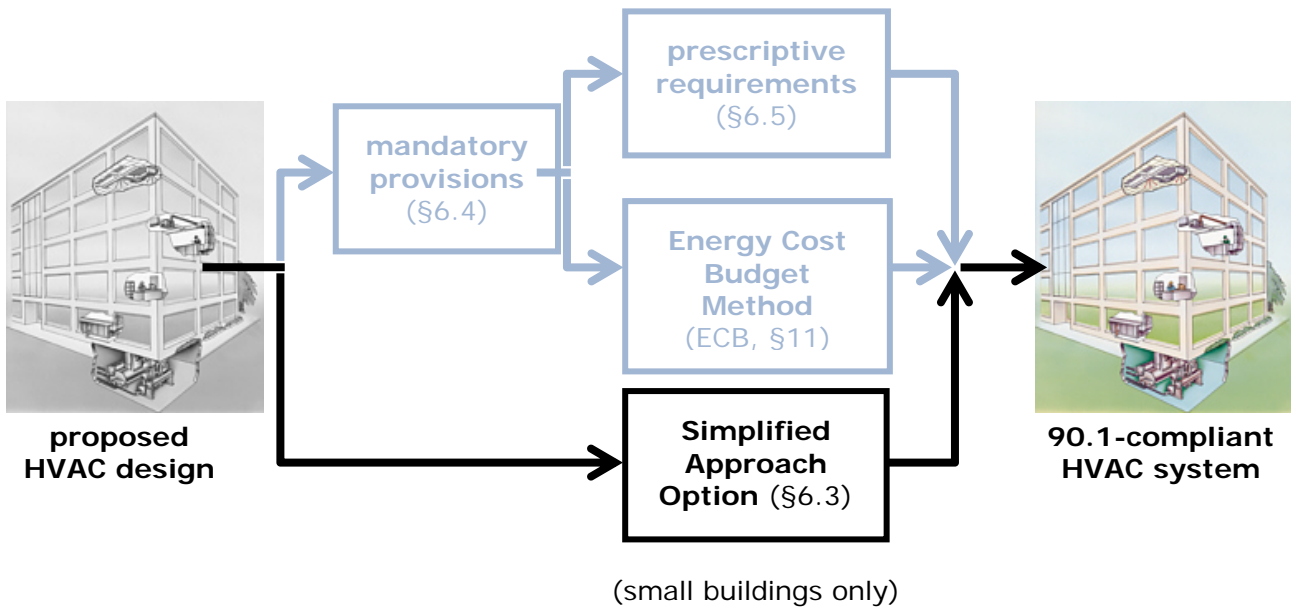 prescriptive
requirements
(§6.5)
mandatory
provisions
(§6.4)
Energy Cost
Budget
Method
(ECB, §11)
Simplified
Approach
Option (§6.3)
proposed
HVAC design
90.1-compliant
HVAC system
(small buildings only)